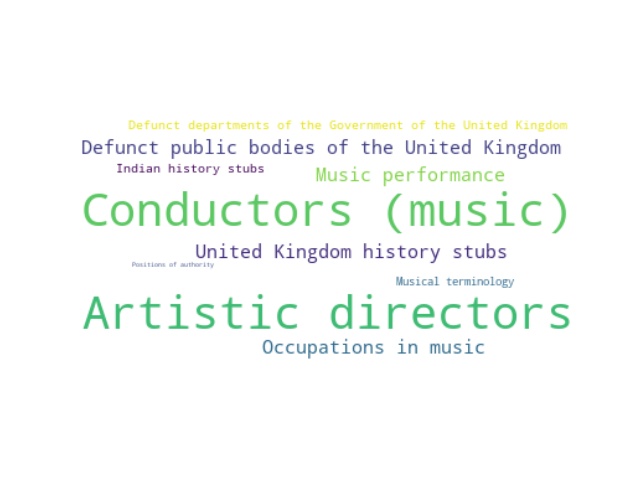 Defunct departments of the Government of the United Kingdom
Defunct public bodies of the United Kingdom
Indian history stubs
Music performance
Conductors (music)
United Kingdom history stubs
Positions of authority
Musical terminology
Artistic directors
Occupations in music